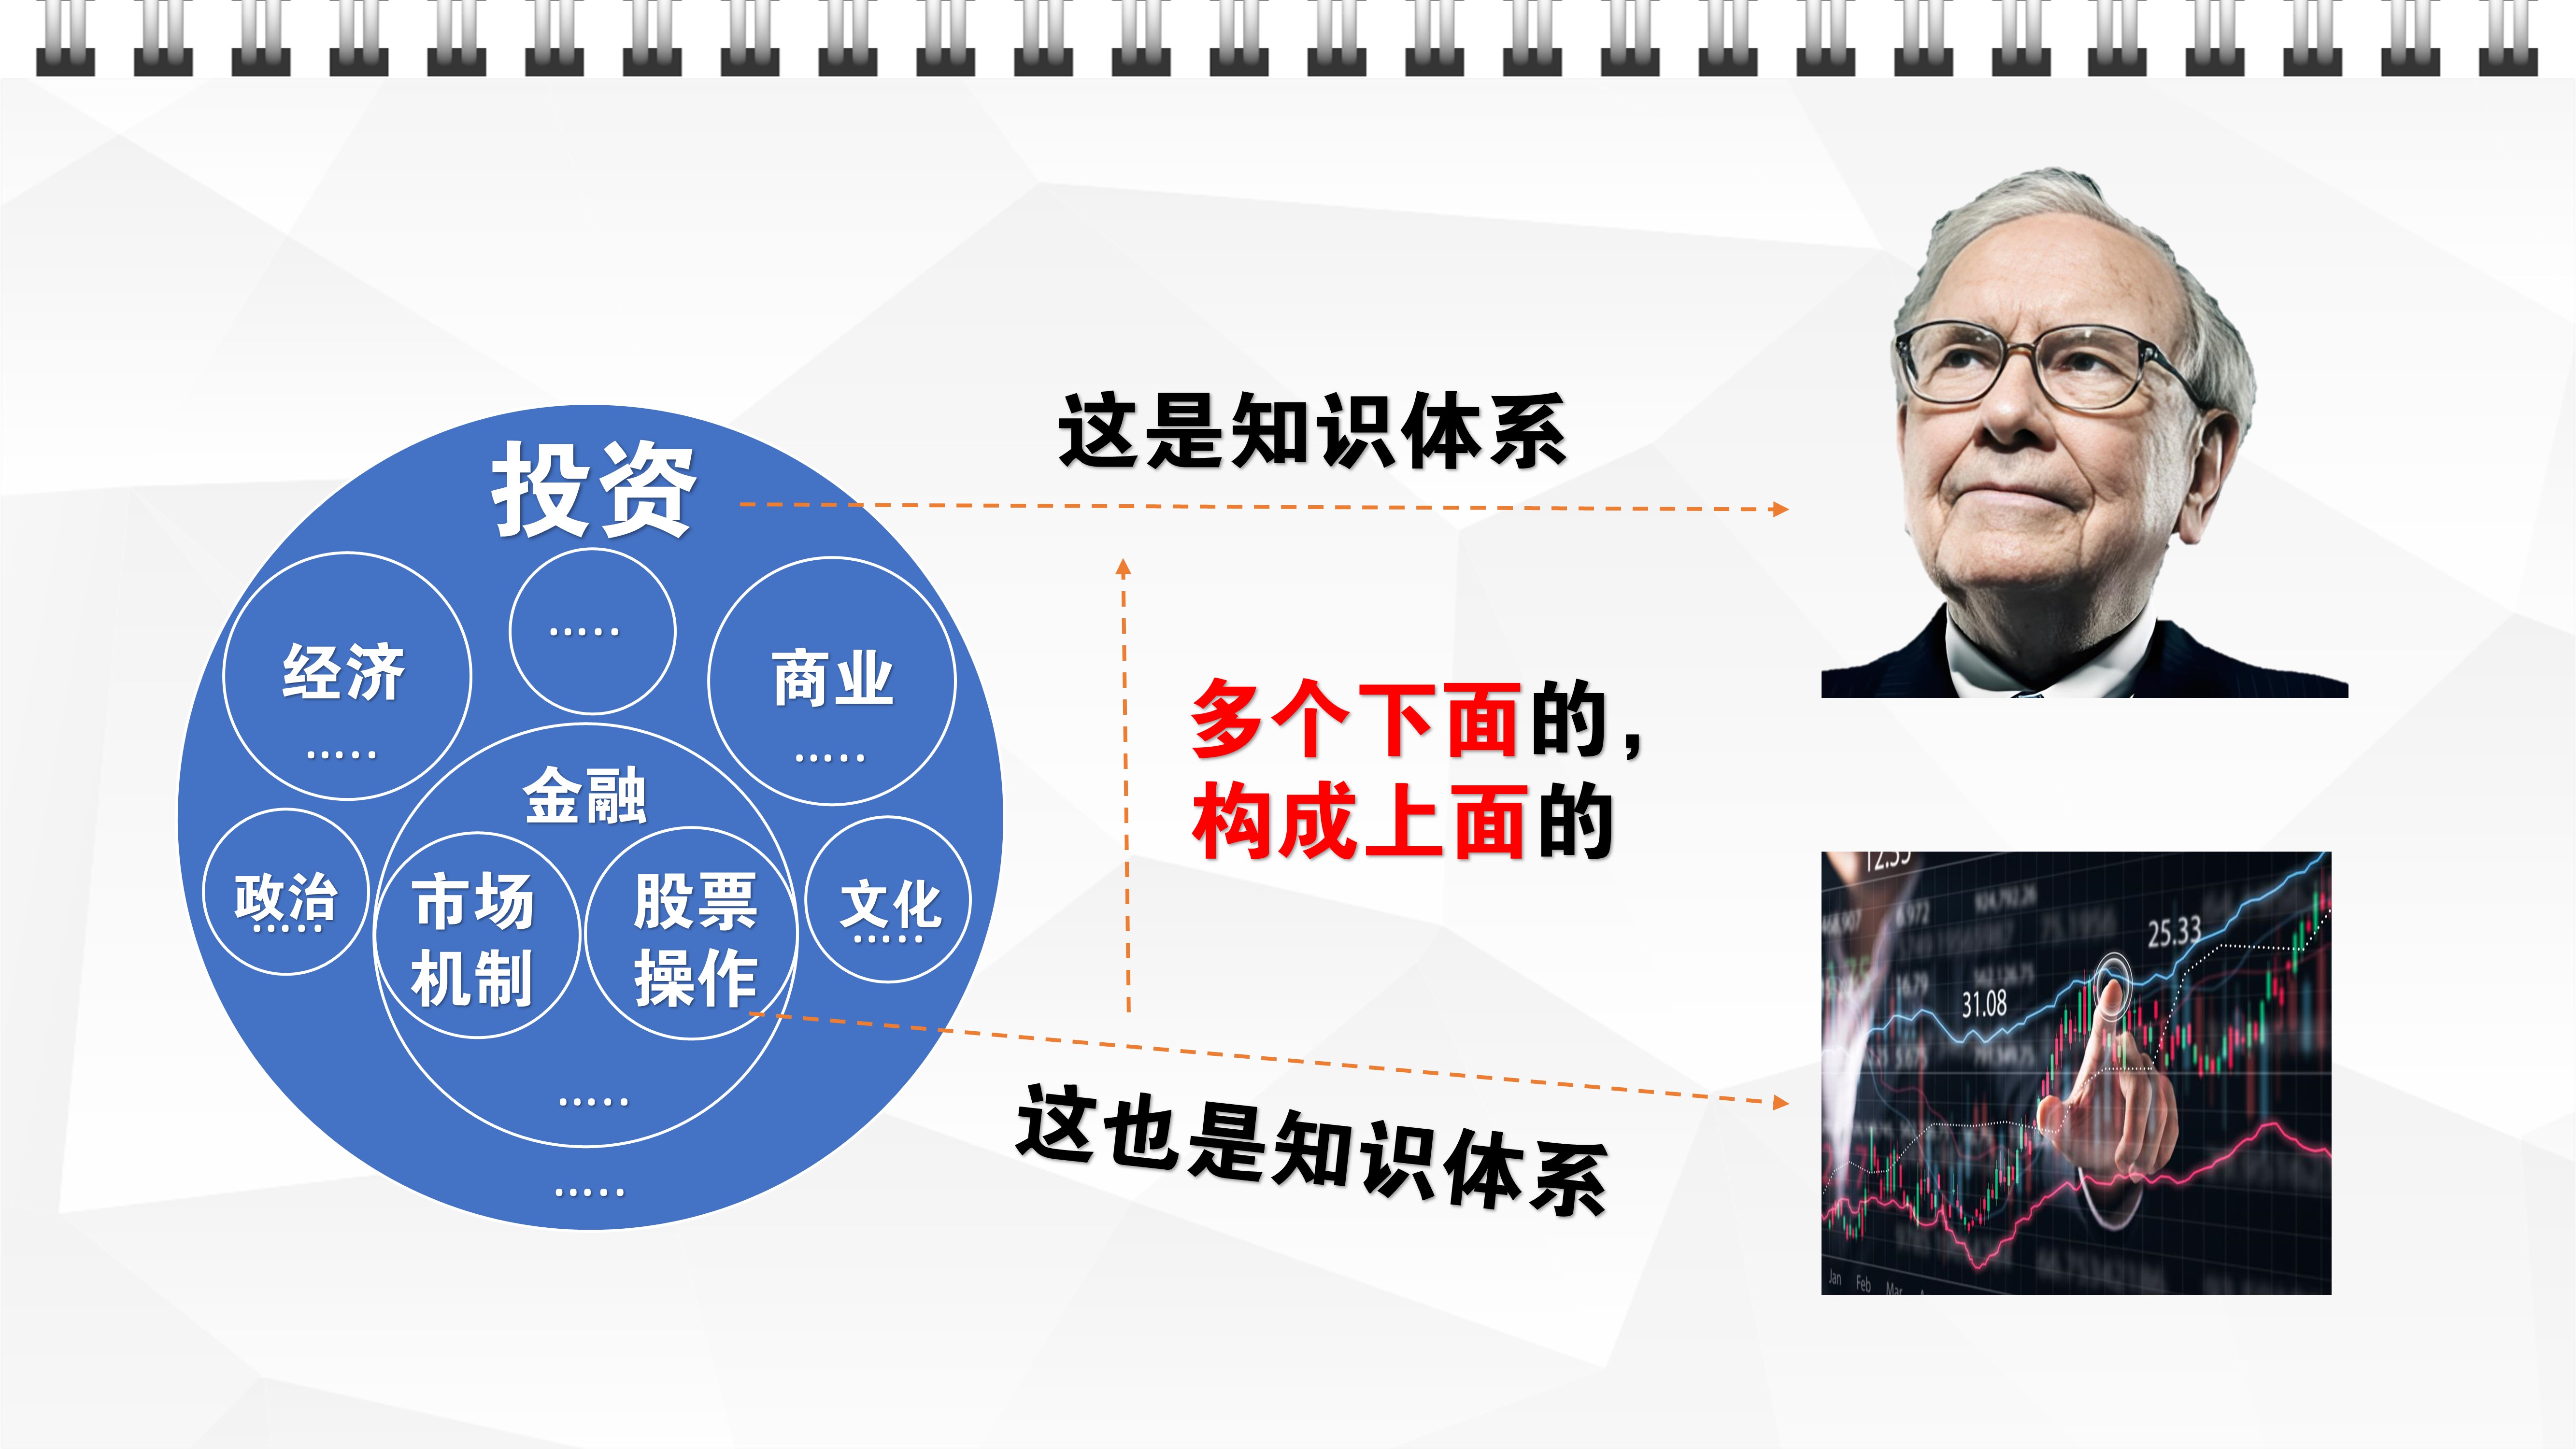 投资
这是知识体系
.....
经济
.....
商业
.....
多个下面的，
构成上面的
金融
政治
.....
市场
机制
股票
操作
文化
.....
.....
.....
这也是知识体系
12.55
25.33
31.08
16.79
Jan Feb Mar